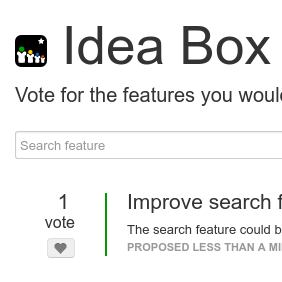 Idea Box
Vote for the features you would
Search feature
1
vote
Improve search f
The search feature could b
PROPOSED LESS THAN A MI